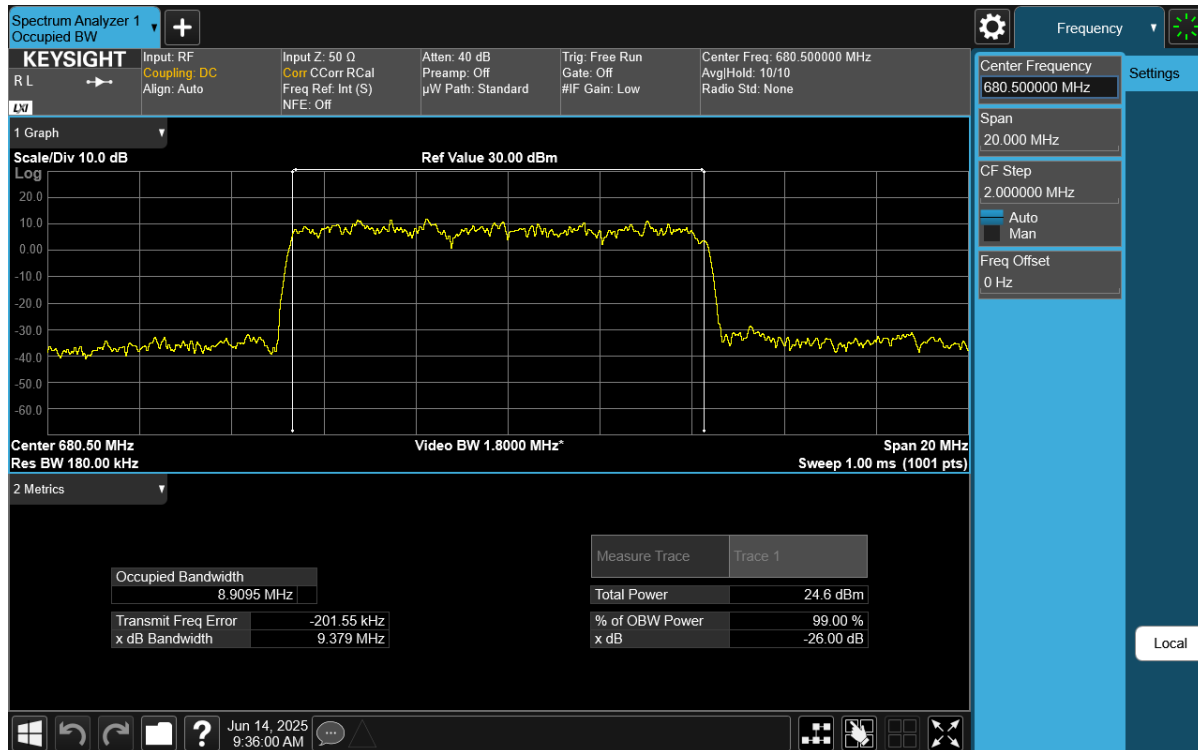 Spectrum Analyzer 1
Occupied BW
Frequency
KEYSIGHT
R L
LXI
Input: RF
Coupling: DC
Align: Auto
Input Z: 50 Ω
Corr CCorr RCal
Freq Ref: Int (S)
NFE: Off
Atten: 40 dB
Preamp: Off
µW Path: Standard
Trig: Free Run
Gate: Off
#IF Gain: Low
Center Freq: 680.500000 MHz
Avg|Hold: 10/10
Radio Std: None
Center Frequency
680.500000 MHz
Settings
Span
20.000 MHz
CF Step
2.000000 MHz
Auto
Man
Freq Offset
0 Hz
Local
1 Graph
Scale/Div 10.0 dB
Ref Value 30.00 dBm
Log
20.0
10.0
0.00
-10.0
-20.0
-30.0
-40.0
-50.0
-60.0
Center 680.50 MHz
Video BW 1.8000 MHz*
Span 20 MHz
Res BW 180.00 kHz
Sweep 1.00 ms (1001 pts)
2 Metrics
Measure Trace Trace 1
Occupied Bandwidth
8.9095 MHz
Total Power 24.6 dBm
Transmit Freq Error -201.55 kHz
% of OBW Power 99.00 %
x dB Bandwidth 9.379 MHz
x dB -26.00 dB
?
Jun 14, 2025
9:36:00 AM